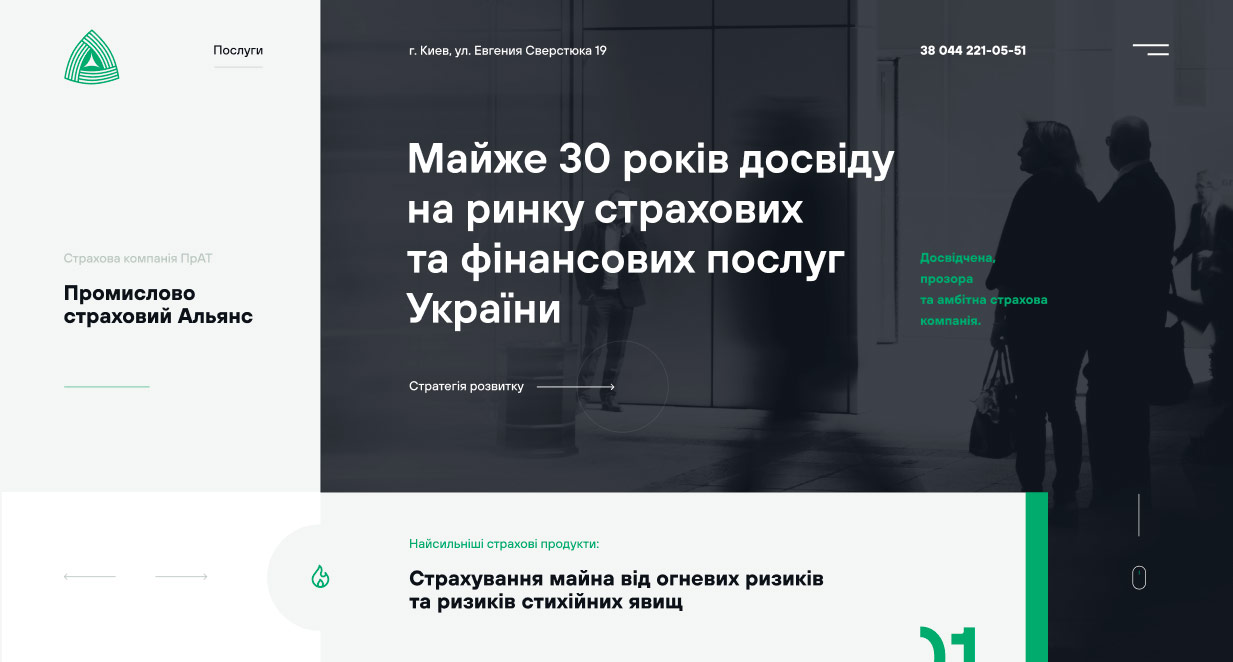 Послуги
г. Киев, ул. Евгения Сверстюка 19
38 044 221-05-51
Майже 30 років досвіду
на ринку страхових
та фінансових послуг
України
Страхова компанія ПрАТ
Промислово
страховий Альянс
Досвідчена,
прозора
та амбітна страхова
компанія.
Стратегія розвитку
Найсильніші страхові продукти:
Страхування майна від огневих ризиків
та ризиків стихійних явищ
01